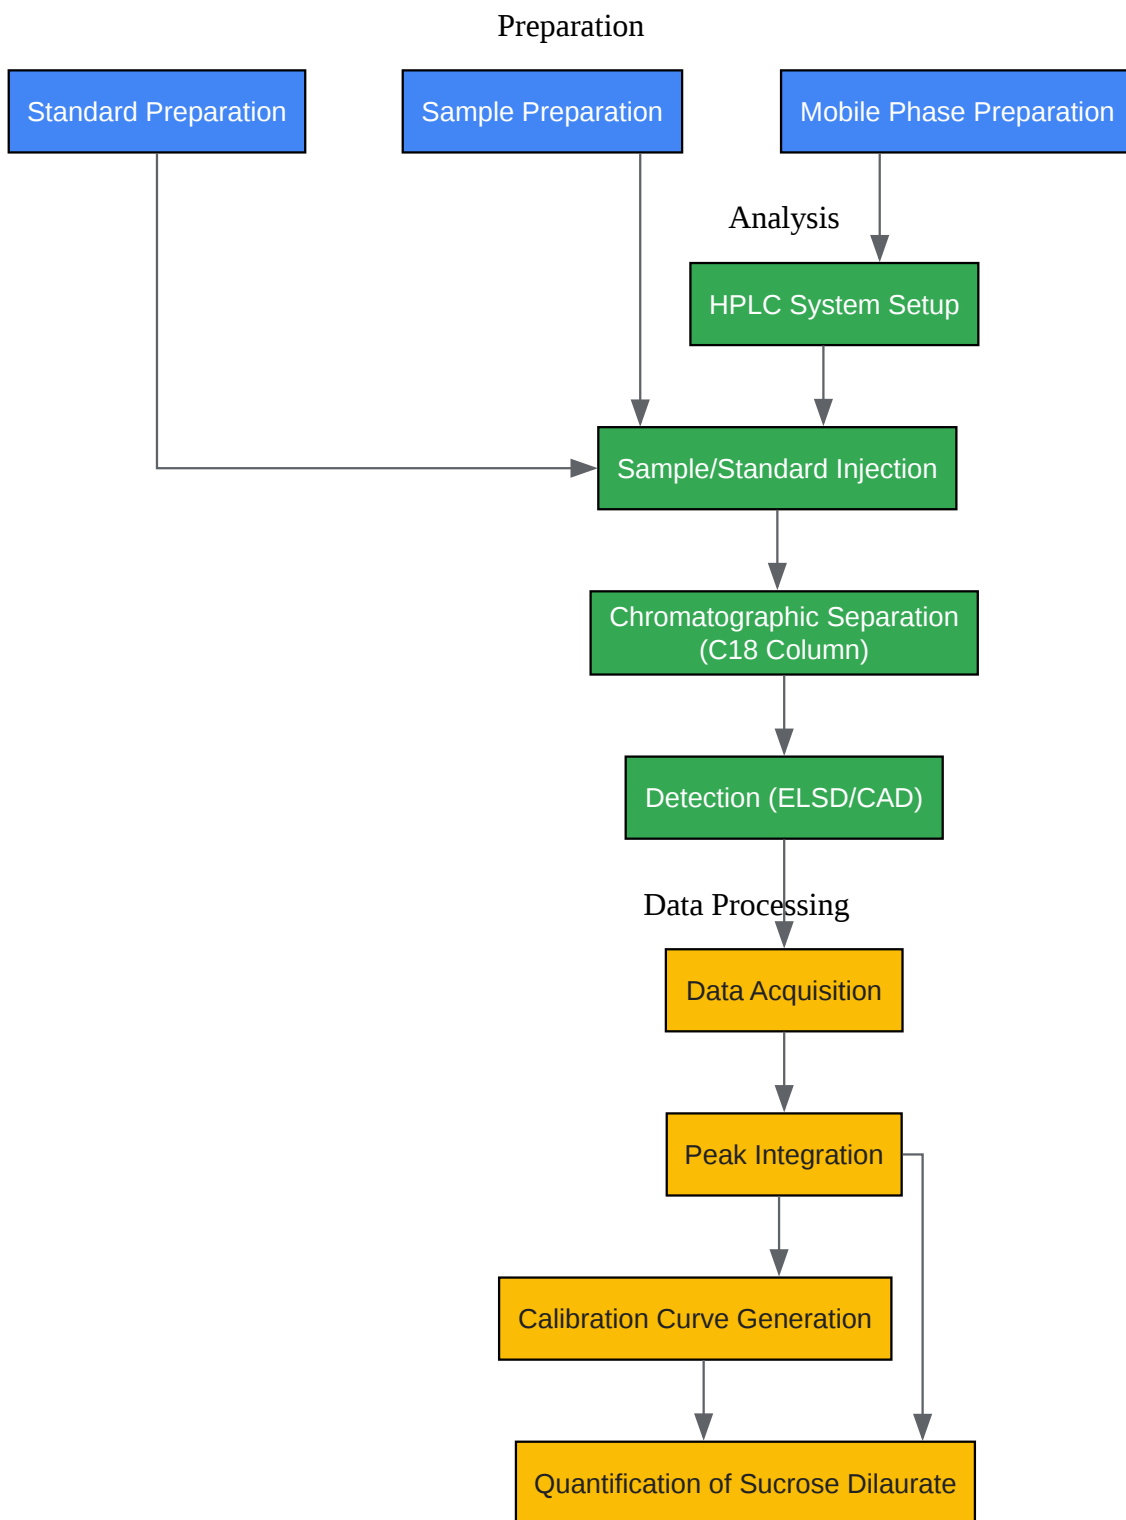 Preparation
Standard Preparation
Sample Preparation
Mobile Phase Preparation
Analysis
HPLC System Setup
Sample/Standard Injection
Chromatographic Separation
(C18 Column)
Detection (ELSD/CAD)
Data Processing
Data Acquisition
Peak Integration
Calibration Curve Generation
Quantification of Sucrose Dilaurate